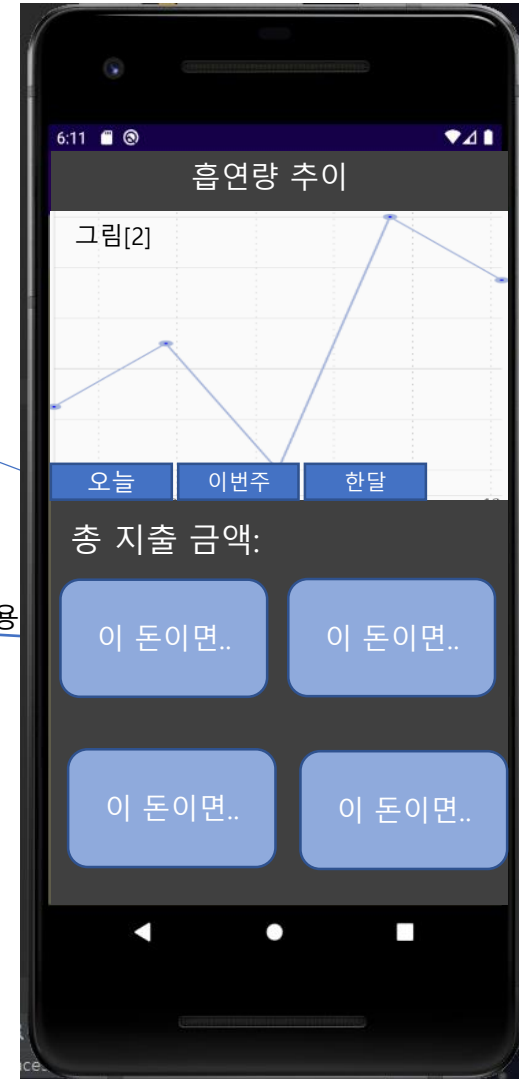 6:11
흡연량 추이
그림[2]
오늘 이번주 한달
총 지출 금액:
용
이 돈이면.. 이 돈이면..
이 돈이면.. 이 돈이면..